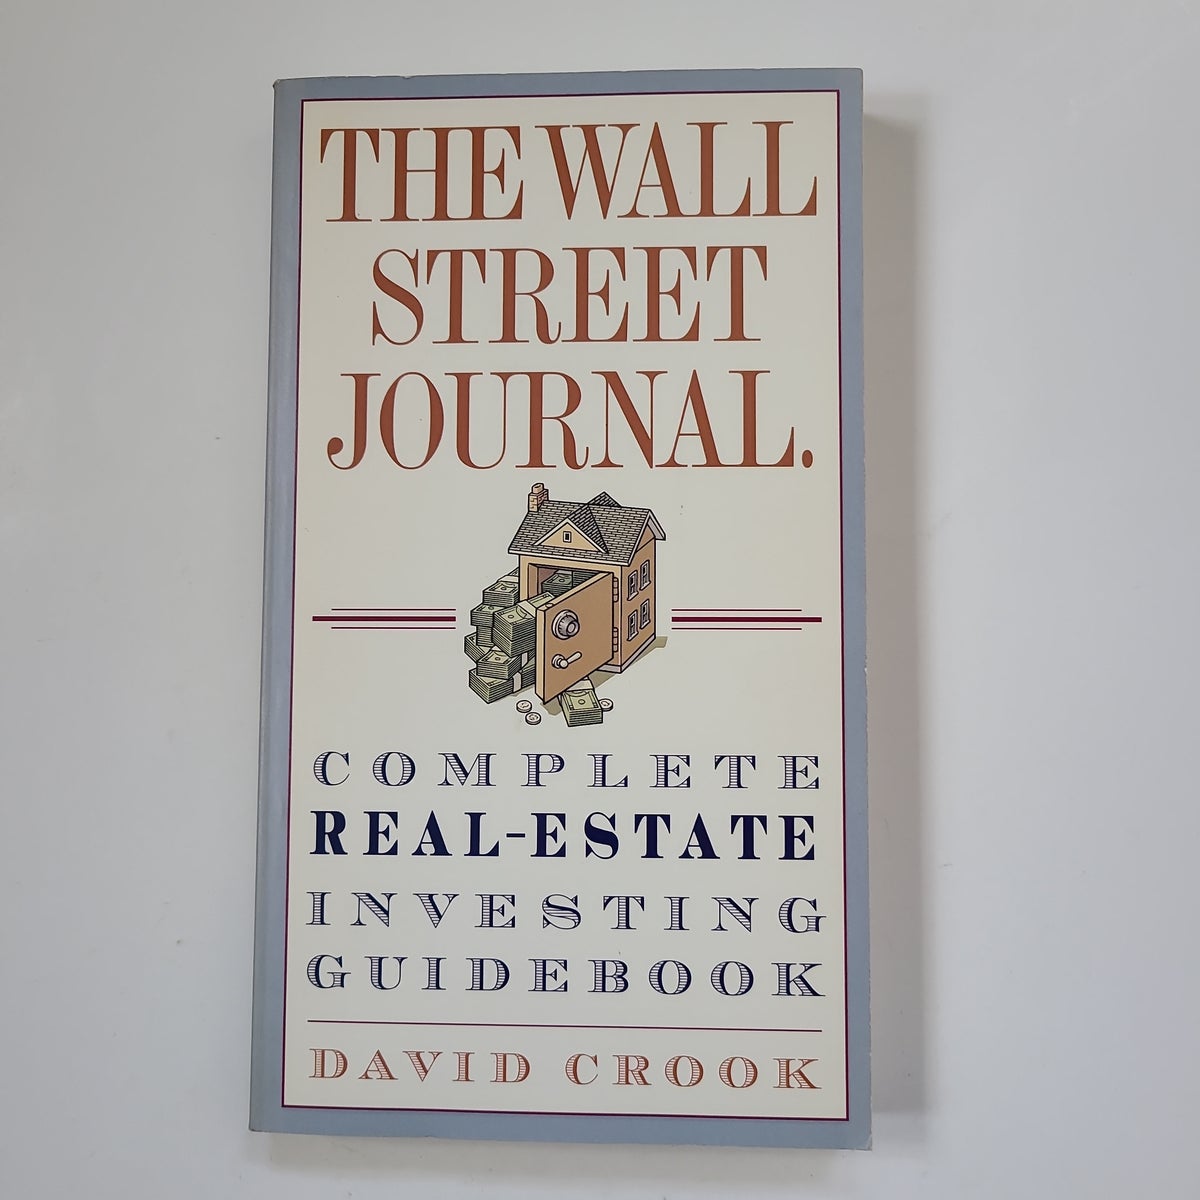 THE WALL
STREET
JOURNAL.
COMPLETE
REAL-ESTATE
INVESTING
GUIDEBOOK
DAVID CROOK